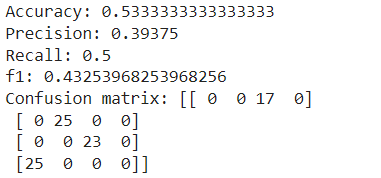 Accuracy: 0.5333333333333333
Precision: 0.39375
Recall: 0.5
f1: 0.43253968253968256
Confusion matrix: [[ 0  0 17  0]
 [ 0 25  0  0]
 [ 0  0 23  0]
 [25  0  0  0]]